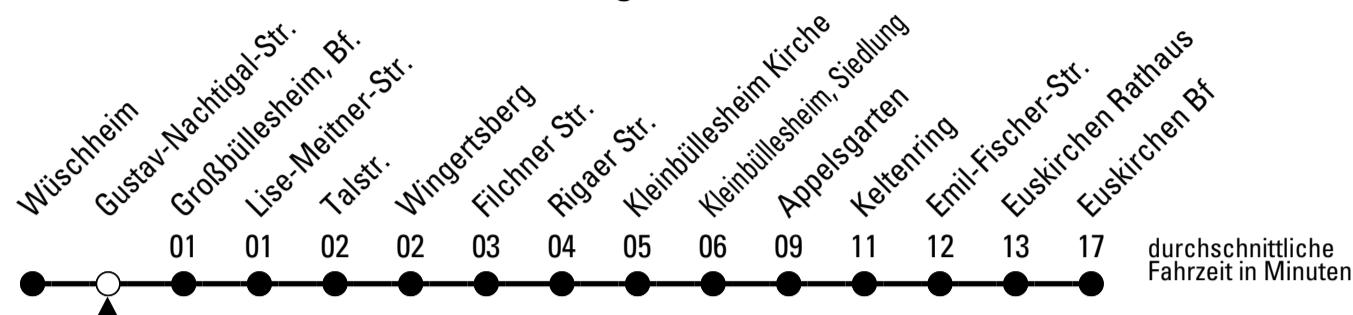 Wüschheim
Gustav-Nachtigal-Str.
Großbüllesheim, Bf.
Lise-Meitner-Str.
Talstr.
Wingertsberg
Filchner Str.
Rigaer Str.
Kleinbüllesheim Kirche
Kleinbüllesheim, Siedlung
Appelsgarten
Keltenring
Emil-Fischer-Str.
Euskirchen Rathaus
Euskirchen Bf
01 01 02 02 03 04 05 06 09 11 12 13 17
durchschnittliche
Fahrzeit in Minuten